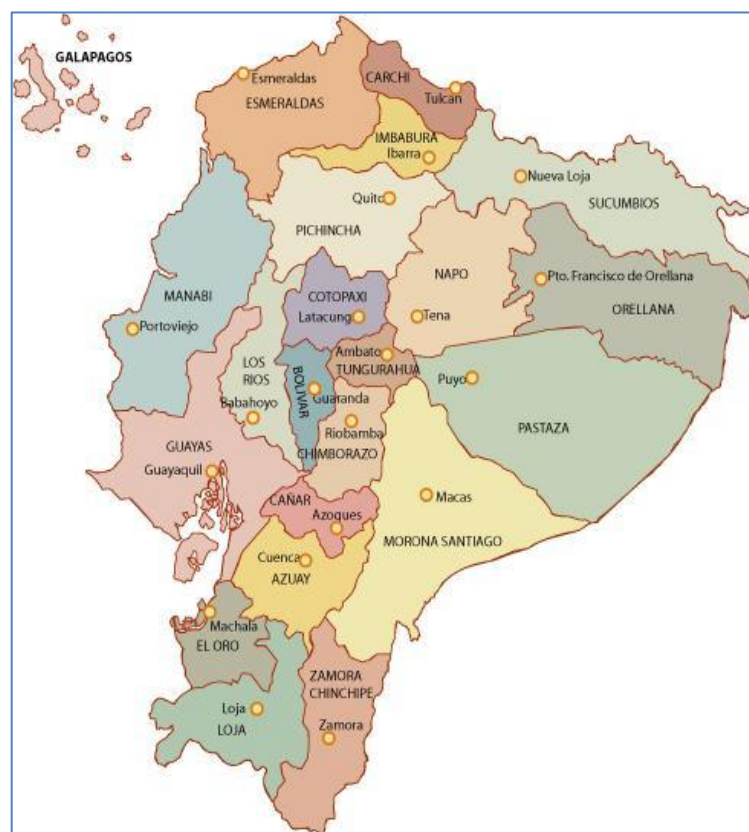 GALAPAGOS
Esmeraldas
ESMERALDAS
CARCHI
Tulcan
IMBABURA
Ibarra
Nueva Loja
SUCUMBIOS
Quito
PICHINCHA
NAPO
Pto. Francisco de Orellana
ORELLANA
MANABI
Portoviejo
COTOPAXI
Latacung
Tena
Ambato
TUNGURAHUA
LOS
RIOS
Babahoyo
BOLIVAR
Guaranda
Puyo
PASTAZA
Riobamba
CHIMBORAZO
GUAYAS
Guayaquil
Macas
MORONA SANTIAGO
CAÑAR
Azoques
Cuenca
AZUAY
Machala
EL ORO
ZAMORA
CHINCHIPE
Zamora
Loja
LOJA